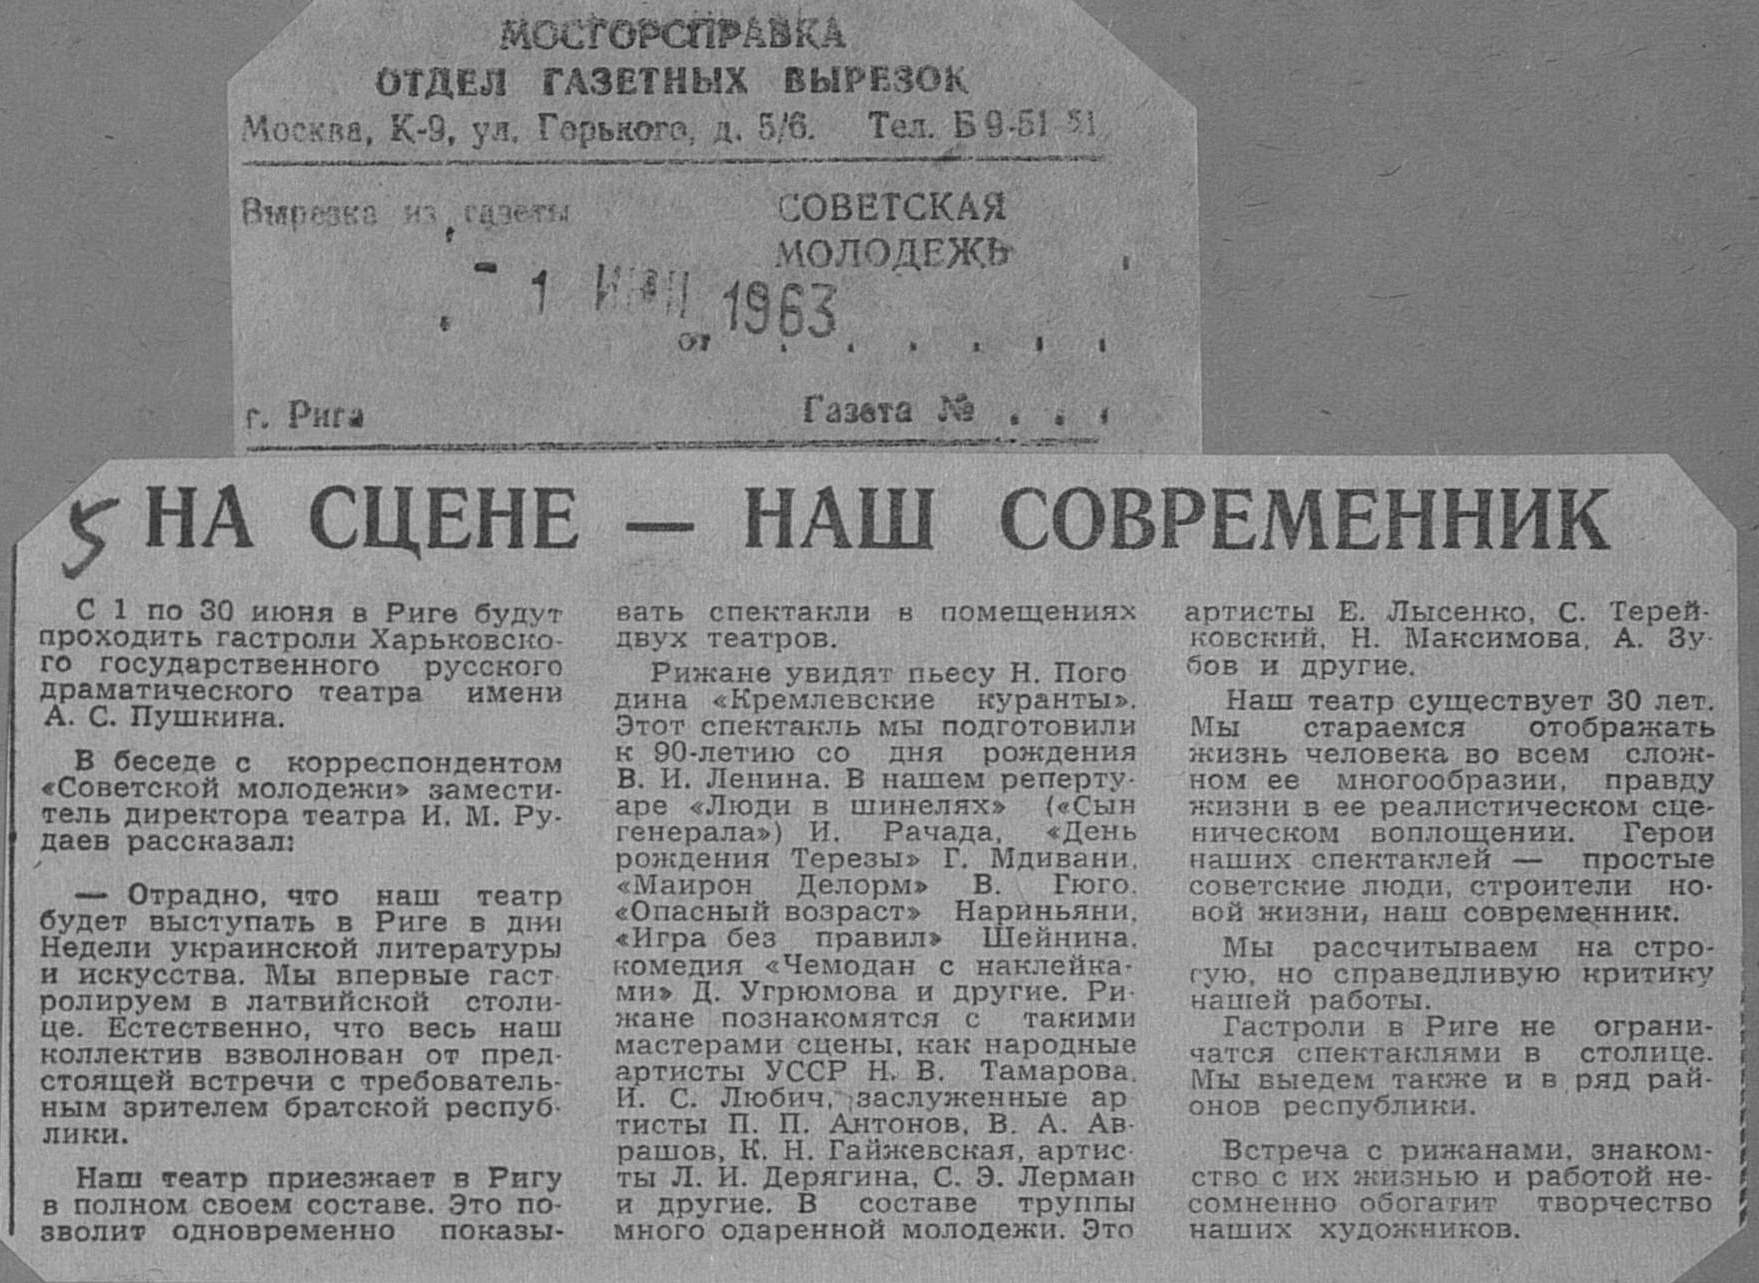 МОСГОРСПРАВКА
ОТДЕЛ ГАЗЕТНЫХ ВЫРЕЗОК
Москва, К-9, ул. Горького, д. 5/6. Тел. Б 9-51-51
Вырезка из газеты
СОВЕТСКАЯ
МОЛОДЕЖЬ
- 1 1963
от . . . . . .
г. Рига Газета № . . .
5 НА СЦЕНЕ — НАШ СОВРЕМЕННИК
С 1 по 30 июня в Риге будут
проходить гастроли Харьковско-
го государственного русского
драматического театра имени
А. С. Пушкина.
В беседе с корреспондентом
«Советской молодежи» замести-
тель директора театра И. М. Ру-
даев рассказал:
— Отрадно, что наш театр
будет выступать в Риге в дни
Недели украинской литературы
и искусства. Мы впервые гаст-
ролируем в латвийской столи-
це. Естественно, что весь наш
коллектив взволнован от пред-
стоящей встречи с требователь-
ным зрителем братской респуб-
лики.
Наш театр приезжает в Ригу
в полном своем составе. Это по-
зволит одновременно показы-
вать спектакли в помещениях
двух театров.
Рижане увидят пьесу Н. Пого
дина «Кремлевские куранты».
Этот спектакль мы подготовили
к 90-летию со дня рождения
В. И. Ленина. В нашем реперту-
аре «Люди в шинелях» («Сын
генерала») И. Рачада, «День
рождения Терезы» Г. Мдивани,
«Маирон Делорм» В. Гюго,
«Опасный возраст» Нариньяни,
«Игра без правил» Шейнина,
комедия «Чемодан с наклейка-
ми» Д. Угрюмова и другие. Ри-
жане познакомятся с такими
мастерами сцены, как народные
артисты УССР Н. В. Тамарова,
И. С. Любич, заслуженные ар
тисты П. П. Антонов, В. А. Ав-
рашов, К. Н. Гайжевская, артис-
ты Л. И. Дерягина, С. Э. Лерман
и другие. В составе труппы
много одаренной молодежи. Это
артисты Е. Лысенко, С. Терей-
ковский, Н. Максимова, А. Зу-
бов и другие.
Наш театр существует 30 лет.
Мы стараемся отображать
жизнь человека во всем слож-
ном ее многообразии, правду
жизни в ее реалистическом сце-
ническом воплощении. Герои
наших спектаклей — простые
советские люди, строители но-
вой жизни, наш современник.
Мы рассчитываем на стро-
гую, но справедливую критику
нашей работы.
Гастроли в Риге не ограни-
чатся спектаклями в столице.
Мы выедем также и в ряд рай-
онов республики.
Встреча с рижанами, знаком-
ство с их жизнью и работой не-
сомненно обогатит творчество
наших художников.